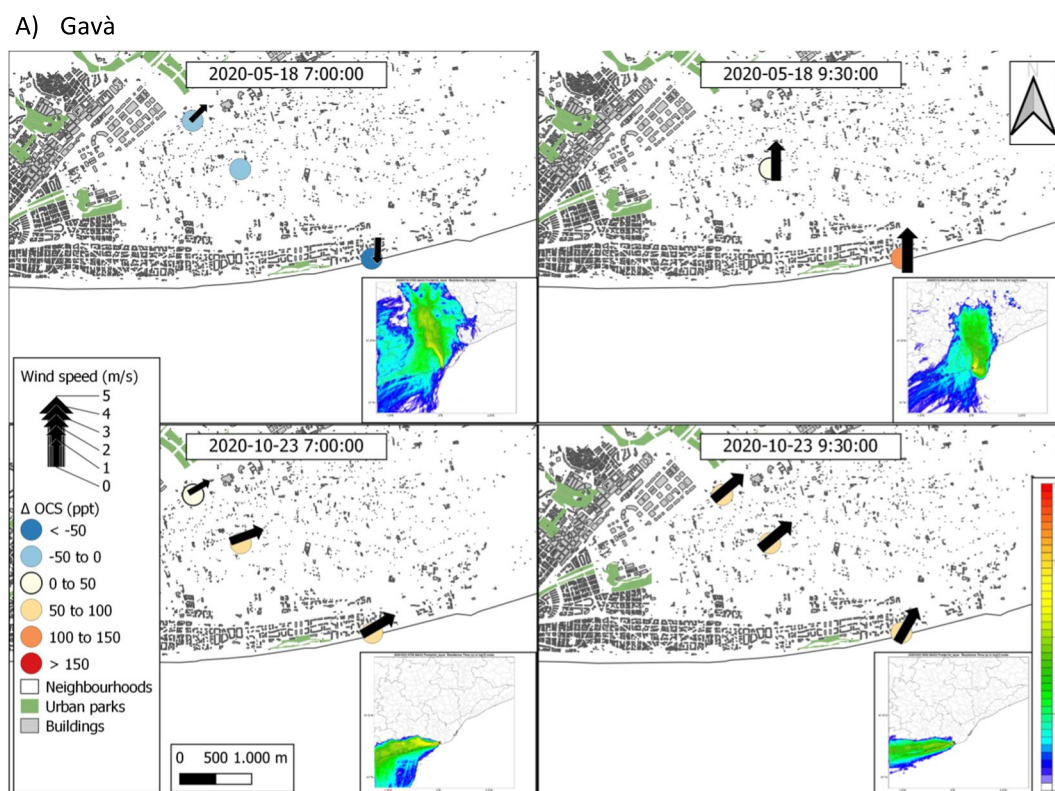 A) Gavà
2020-05-18 7:00:00
2020-05-18 9:30:00
N
Wind speed (m/s)
5
4
3
2
1
0
Δ OCS (ppt)
< -50
-50 to 0
0 to 50
50 to 100
100 to 150
> 150
Neighbourhoods
Urban parks
Buildings
2020-10-23 7:00:00
2020-10-23 9:30:00
0 500 1.000 m